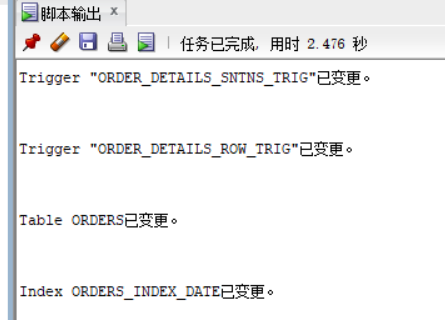 脚本输出 ×
任务已完成, 用时 2.476 秒
Trigger "ORDER_DETAILS_SNTNS_TRIG"已变更。
Trigger "ORDER_DETAILS_ROW_TRIG"已变更。
Table ORDERS已变更。
Index ORDERS_INDEX_DATE已变更。